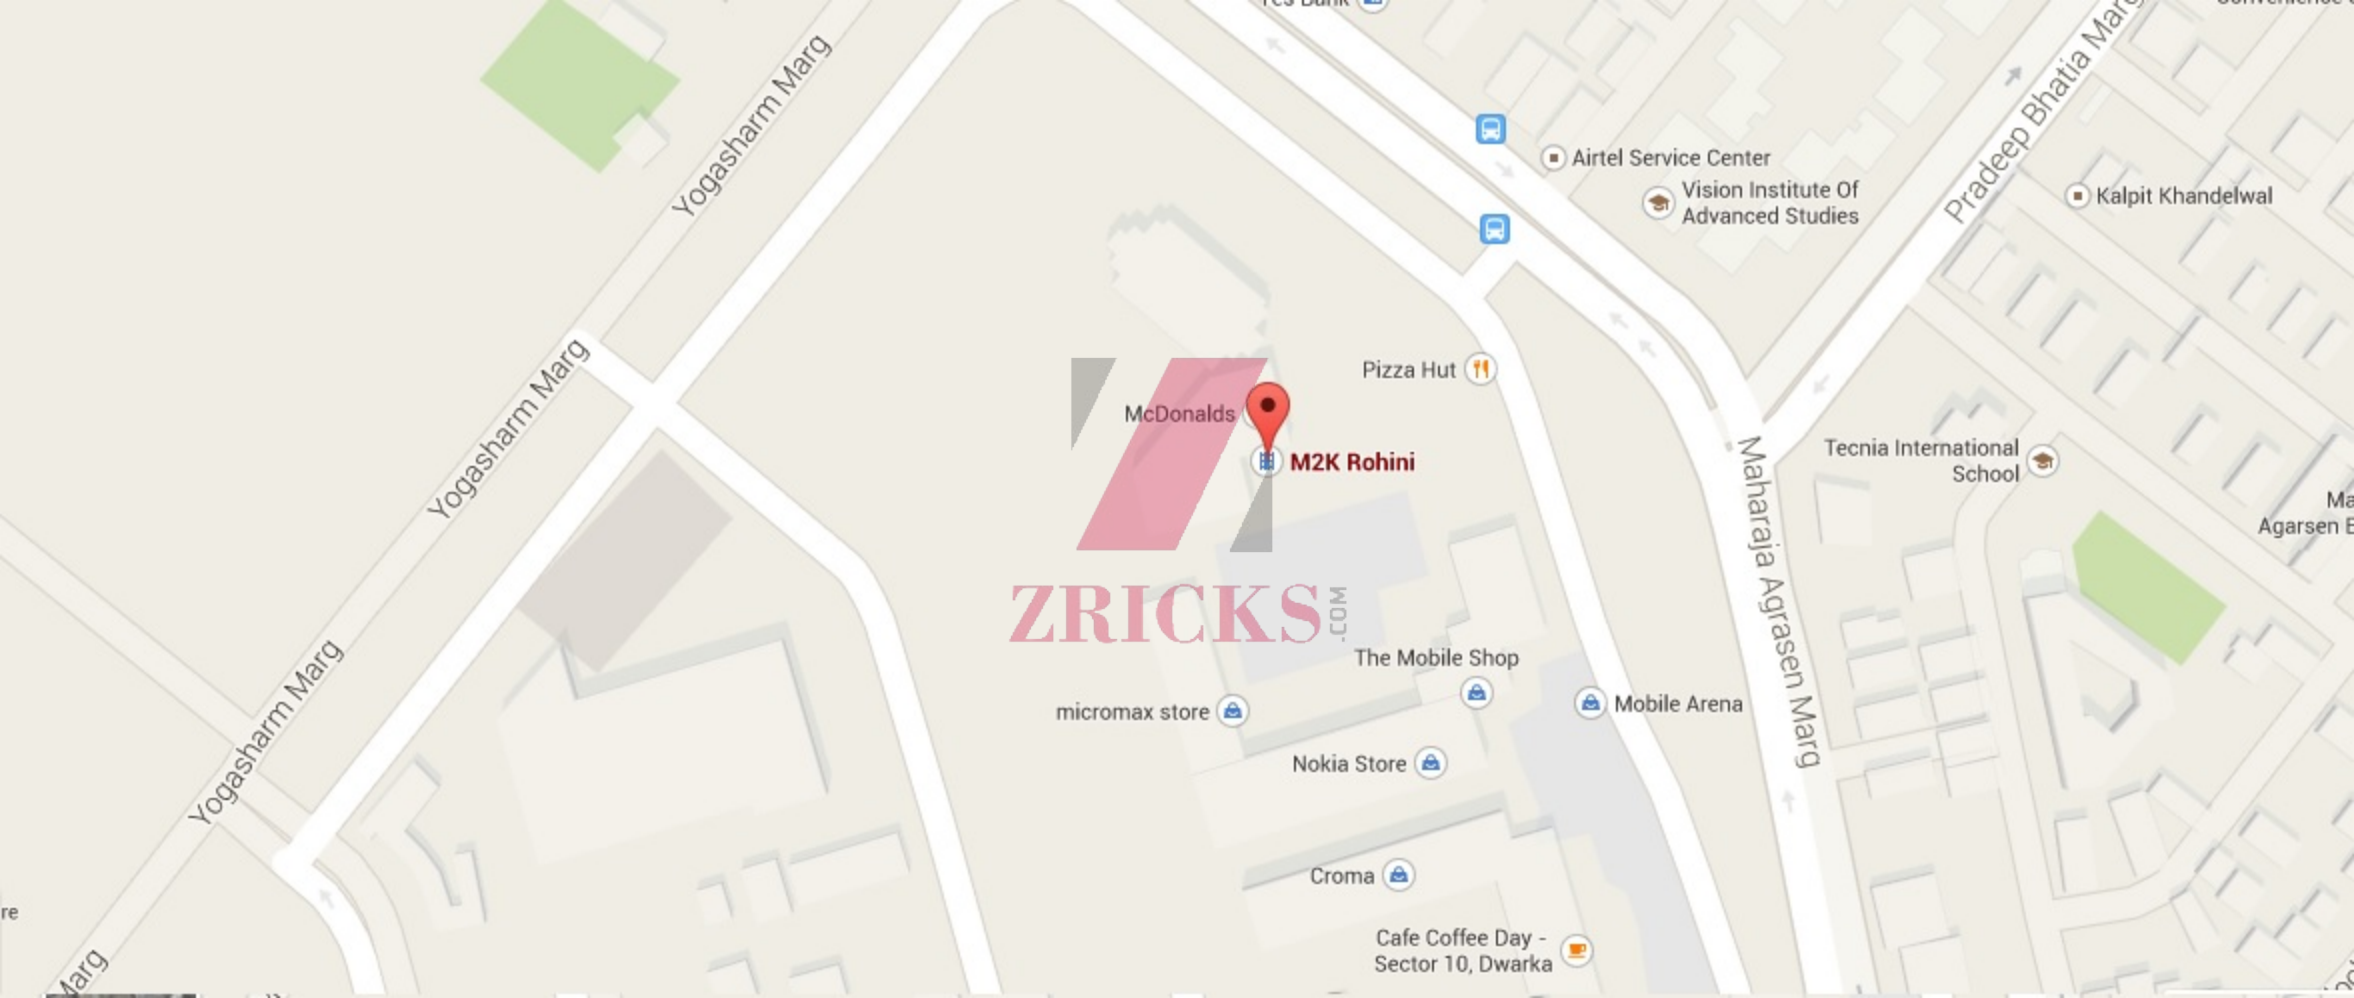 Yes Bank
Yogasharm Marg
Pradeep Bhatia Marg
Airtel Service Center
Vision Institute Of
Advanced Studies
Kalpit Khandelwal
Yogasharm Marg
Pizza Hut
McDonalds
M2K Rohini
Tecnia International
School
Agarsen
Maharaja Agrasen Marg
ZRICKS.COM
Yogasharm Marg
The Mobile Shop
micromax store
Mobile Arena
Nokia Store
Croma
Cafe Coffee Day -
Sector 10, Dwarka
Marg